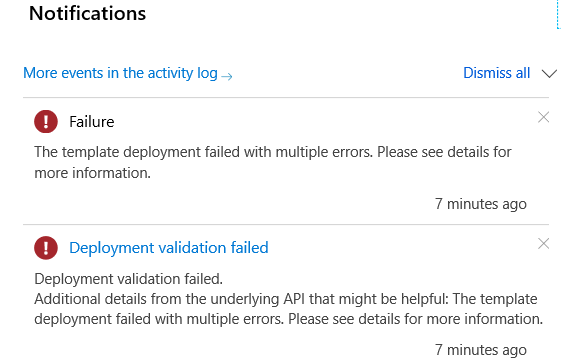 Notifications
More events in the activity log →
Dismiss all
Failure
The template deployment failed with multiple errors. Please see details for
more information.
7 minutes ago
Deployment validation failed
Deployment validation failed.
Additional details from the underlying API that might be helpful: The template
deployment failed with multiple errors. Please see details for more information.
7 minutes ago